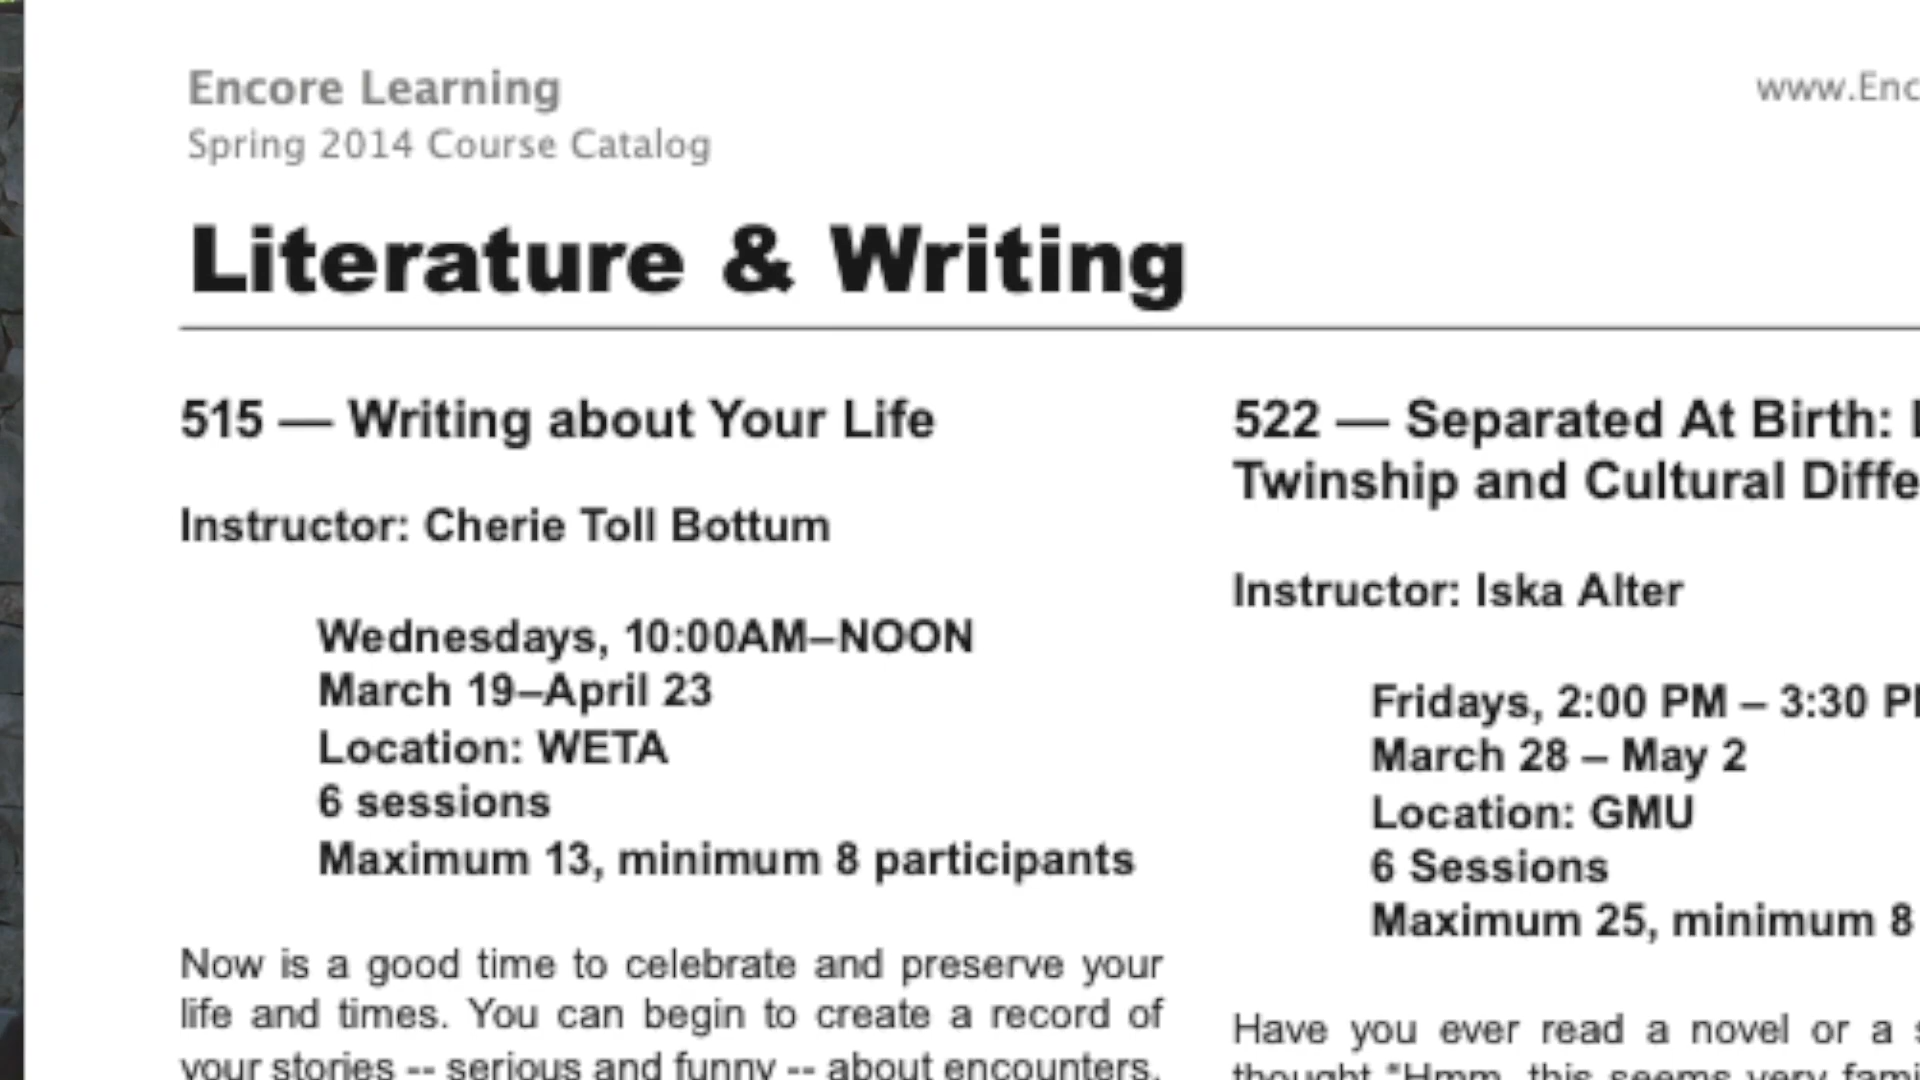 Encore Learning
Spring 2014 Course Catalog
www.Enc
Literature & Writing
515 — Writing about Your Life
Instructor: Cherie Toll Bottum
Wednesdays, 10:00AM–NOON
March 19–April 23
Location: WETA
6 sessions
Maximum 13, minimum 8 participants
Now is a good time to celebrate and preserve your
life and times. You can begin to create a record of
your stories -- serious and funny -- about encounters,
522 — Separated At Birth:
Twinship and Cultural Diffe
Instructor: Iska Alter
Fridays, 2:00 PM – 3:30 P
March 28 – May 2
Location: GMU
6 Sessions
Maximum 25, minimum 8
Have you ever read a novel or a
thought "Hmm, this seems very fami